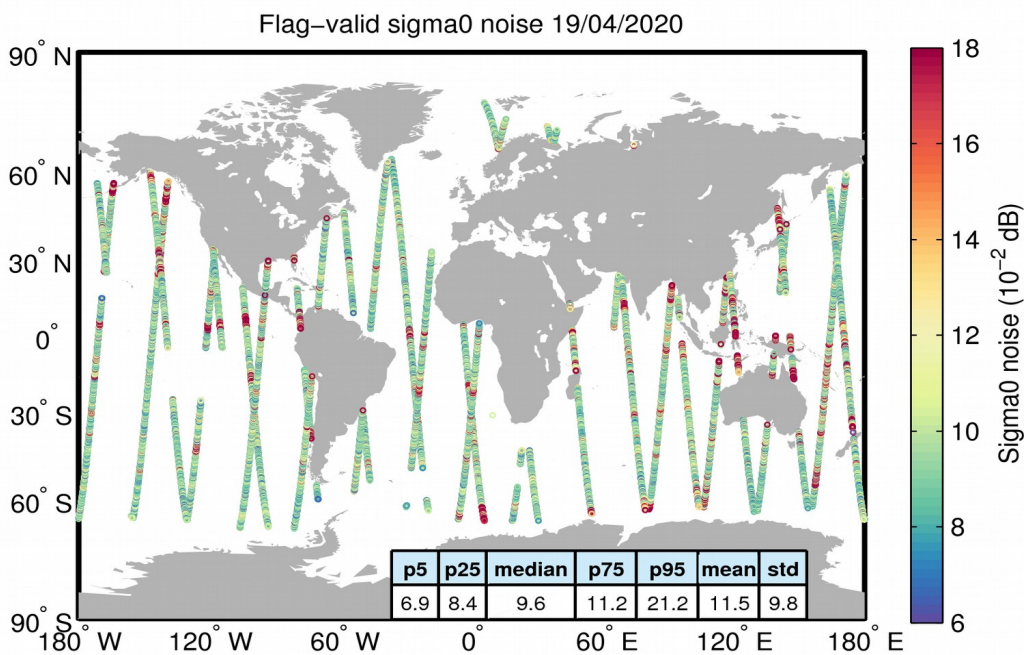 Flag−valid sigma0 noise 19/04/2020
90° N
60° N
30° N
0°
30° S
60° S
90° S
180° W
120° W
60° W
0°
60° E
120° E
180° E
p5 p25 median p75 p95 mean std
6.9 8.4 9.6 11.2 21.2 11.5 9.8
18
16
14
12
10
8
6
Sigma0 noise (10⁻² dB)